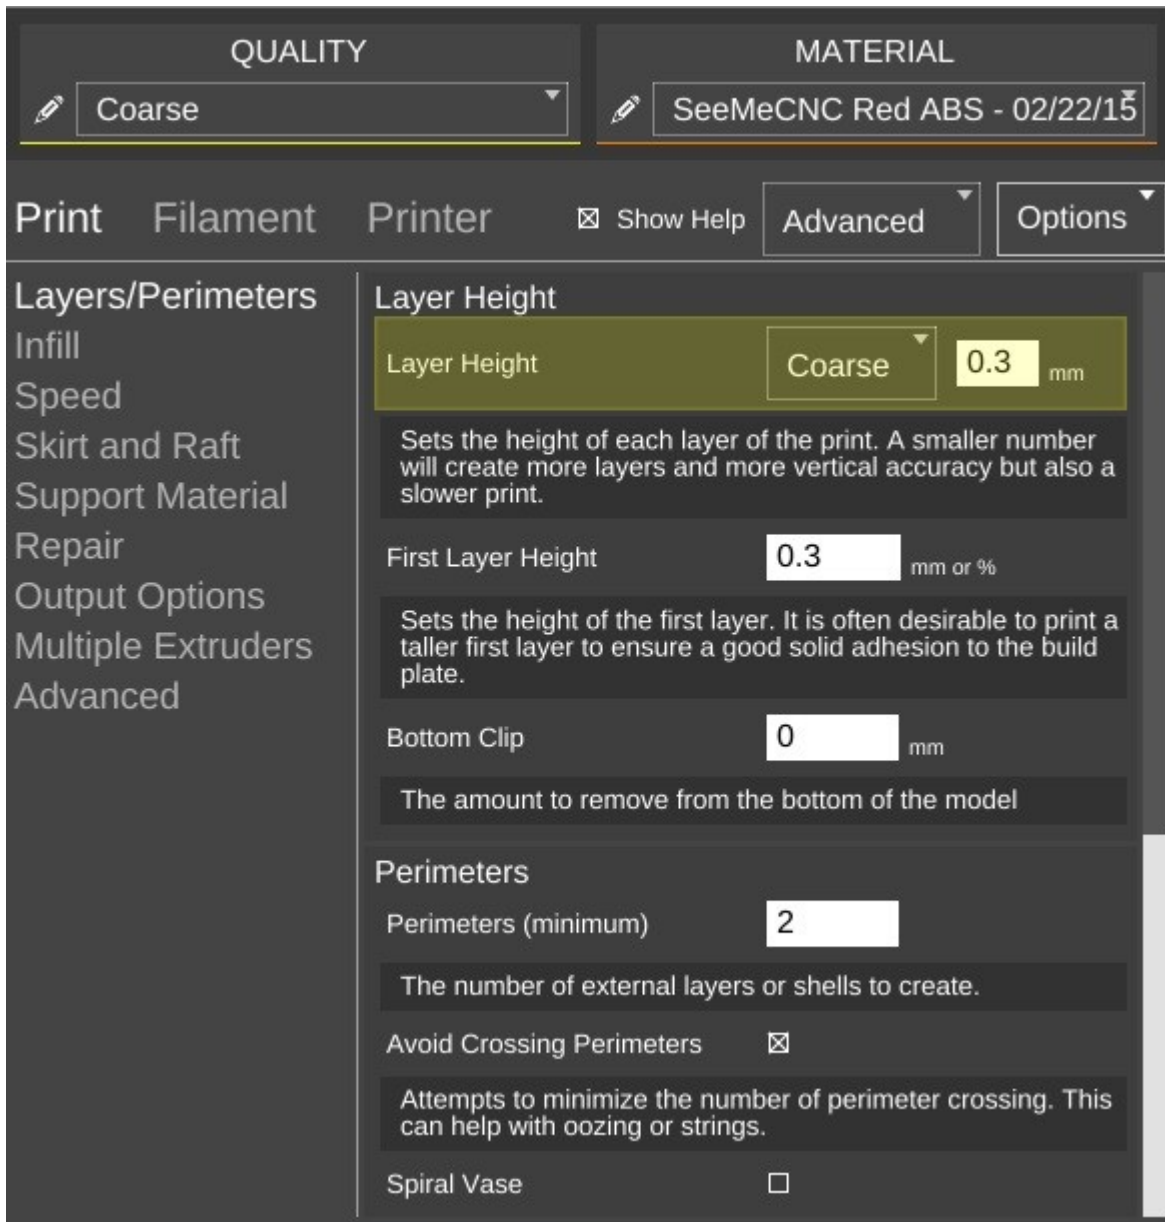 QUALITY
MATERIAL
Coarse
SeeMeCNC Red ABS - 02/22/15
Print
Filament
Printer
Show Help
Advanced
Options
Layers/Perimeters
Infill
Speed
Skirt and Raft
Support Material
Repair
Output Options
Multiple Extruders
Advanced
Layer Height
Layer Height
Coarse
0.3
mm
Sets the height of each layer of the print. A smaller number
will create more layers and more vertical accuracy but also a
slower print.
First Layer Height
0.3
mm or %
Sets the height of the first layer. It is often desirable to print a
taller first layer to ensure a good solid adhesion to the build
plate.
Bottom Clip
0
mm
The amount to remove from the bottom of the model
Perimeters
Perimeters (minimum)
2
The number of external layers or shells to create.
Avoid Crossing Perimeters
Attempts to minimize the number of perimeter crossing. This
can help with oozing or strings.
Spiral Vase